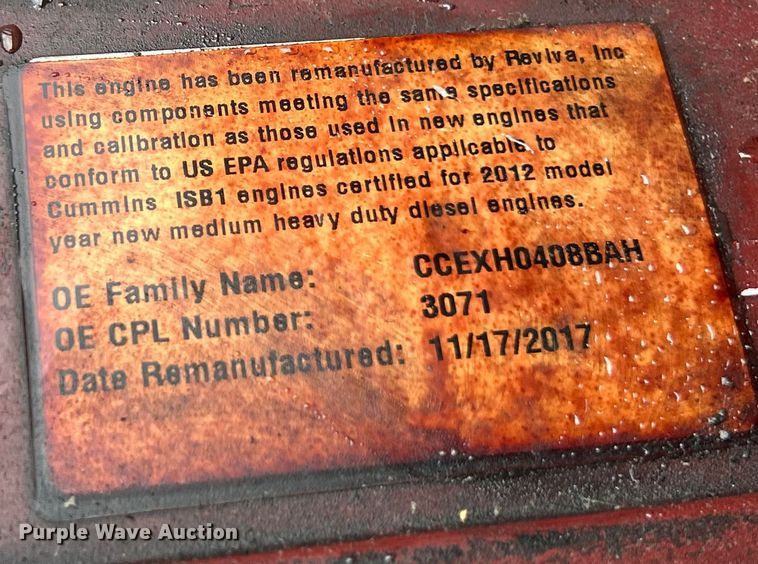 This engine has been remanufactured by Reviva, Inc
using components meeting the same specifications
and calibration as those used in new engines that
conform to US EPA regulations applicable to
Cummins ISB1 engines certified for 2012 model
year new medium heavy duty diesel engines.
OE Family Name: CCEXH0408BAH
OE CPL Number: 3071
Date Remanufactured: 11/17/2017
Purple Wave Auction